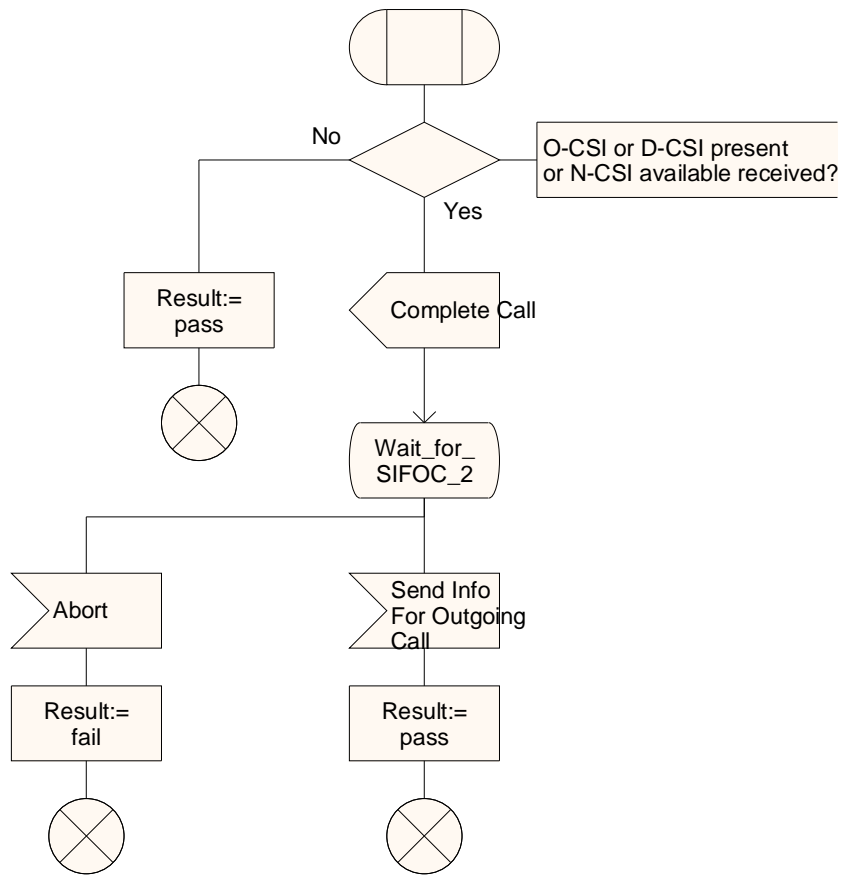 No
O-CSI or D-CSI present
or N-CSI available received?
Yes
Result:=
pass
Complete Call
Wait_for_
SIFOC_2
Abort
Send Info
For Outgoing
Call
Result:=
fail
Result:=
pass